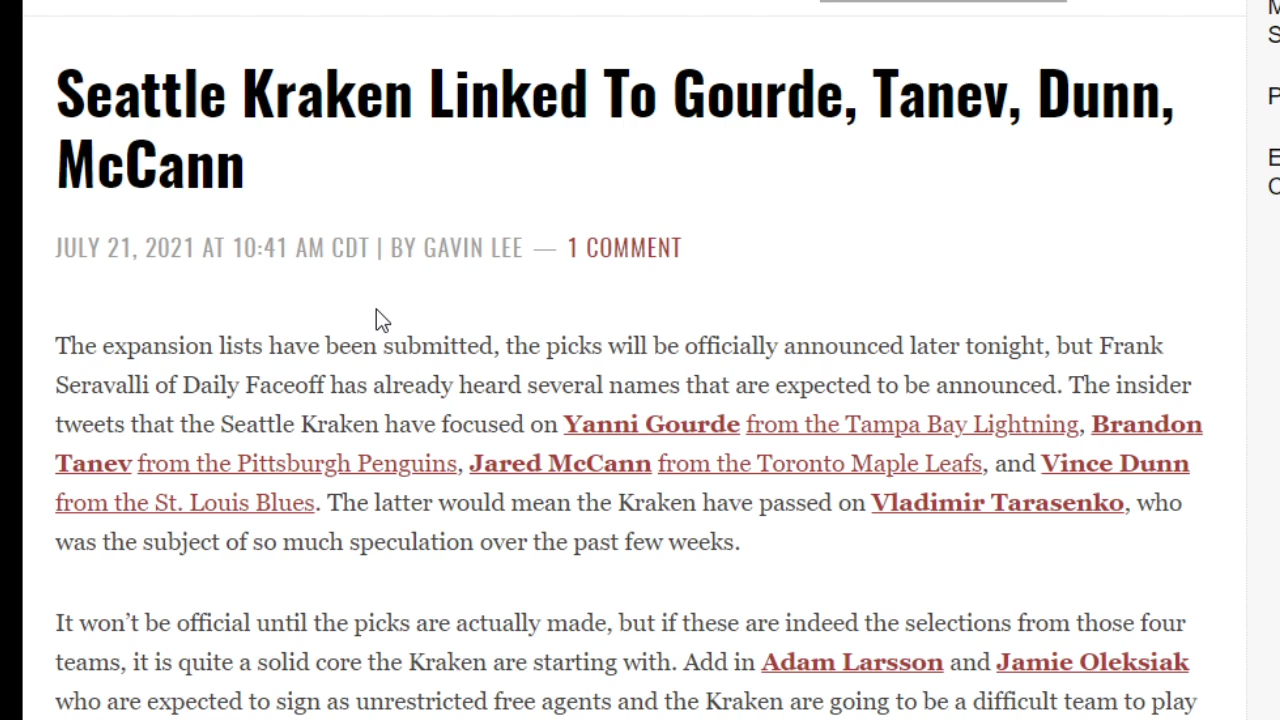 Seattle Kraken Linked To Gourde, Tanev, Dunn,
McCann
JULY 21, 2021 AT 10:41 AM CDT | BY GAVIN LEE — 1 COMMENT
The expansion lists have been submitted, the picks will be officially announced later tonight, but Frank
Seravalli of Daily Faceoff has already heard several names that are expected to be announced. The insider
tweets that the Seattle Kraken have focused on Yanni Gourde from the Tampa Bay Lightning, Brandon
Tanev from the Pittsburgh Penguins, Jared McCann from the Toronto Maple Leafs, and Vince Dunn
from the St. Louis Blues. The latter would mean the Kraken have passed on Vladimir Tarasenko, who
was the subject of so much speculation over the past few weeks.
It won’t be official until the picks are actually made, but if these are indeed the selections from those four
teams, it is quite a solid core the Kraken are starting with. Add in Adam Larsson and Jamie Oleksiak
who are expected to sign as unrestricted free agents and the Kraken are going to be a difficult team to play